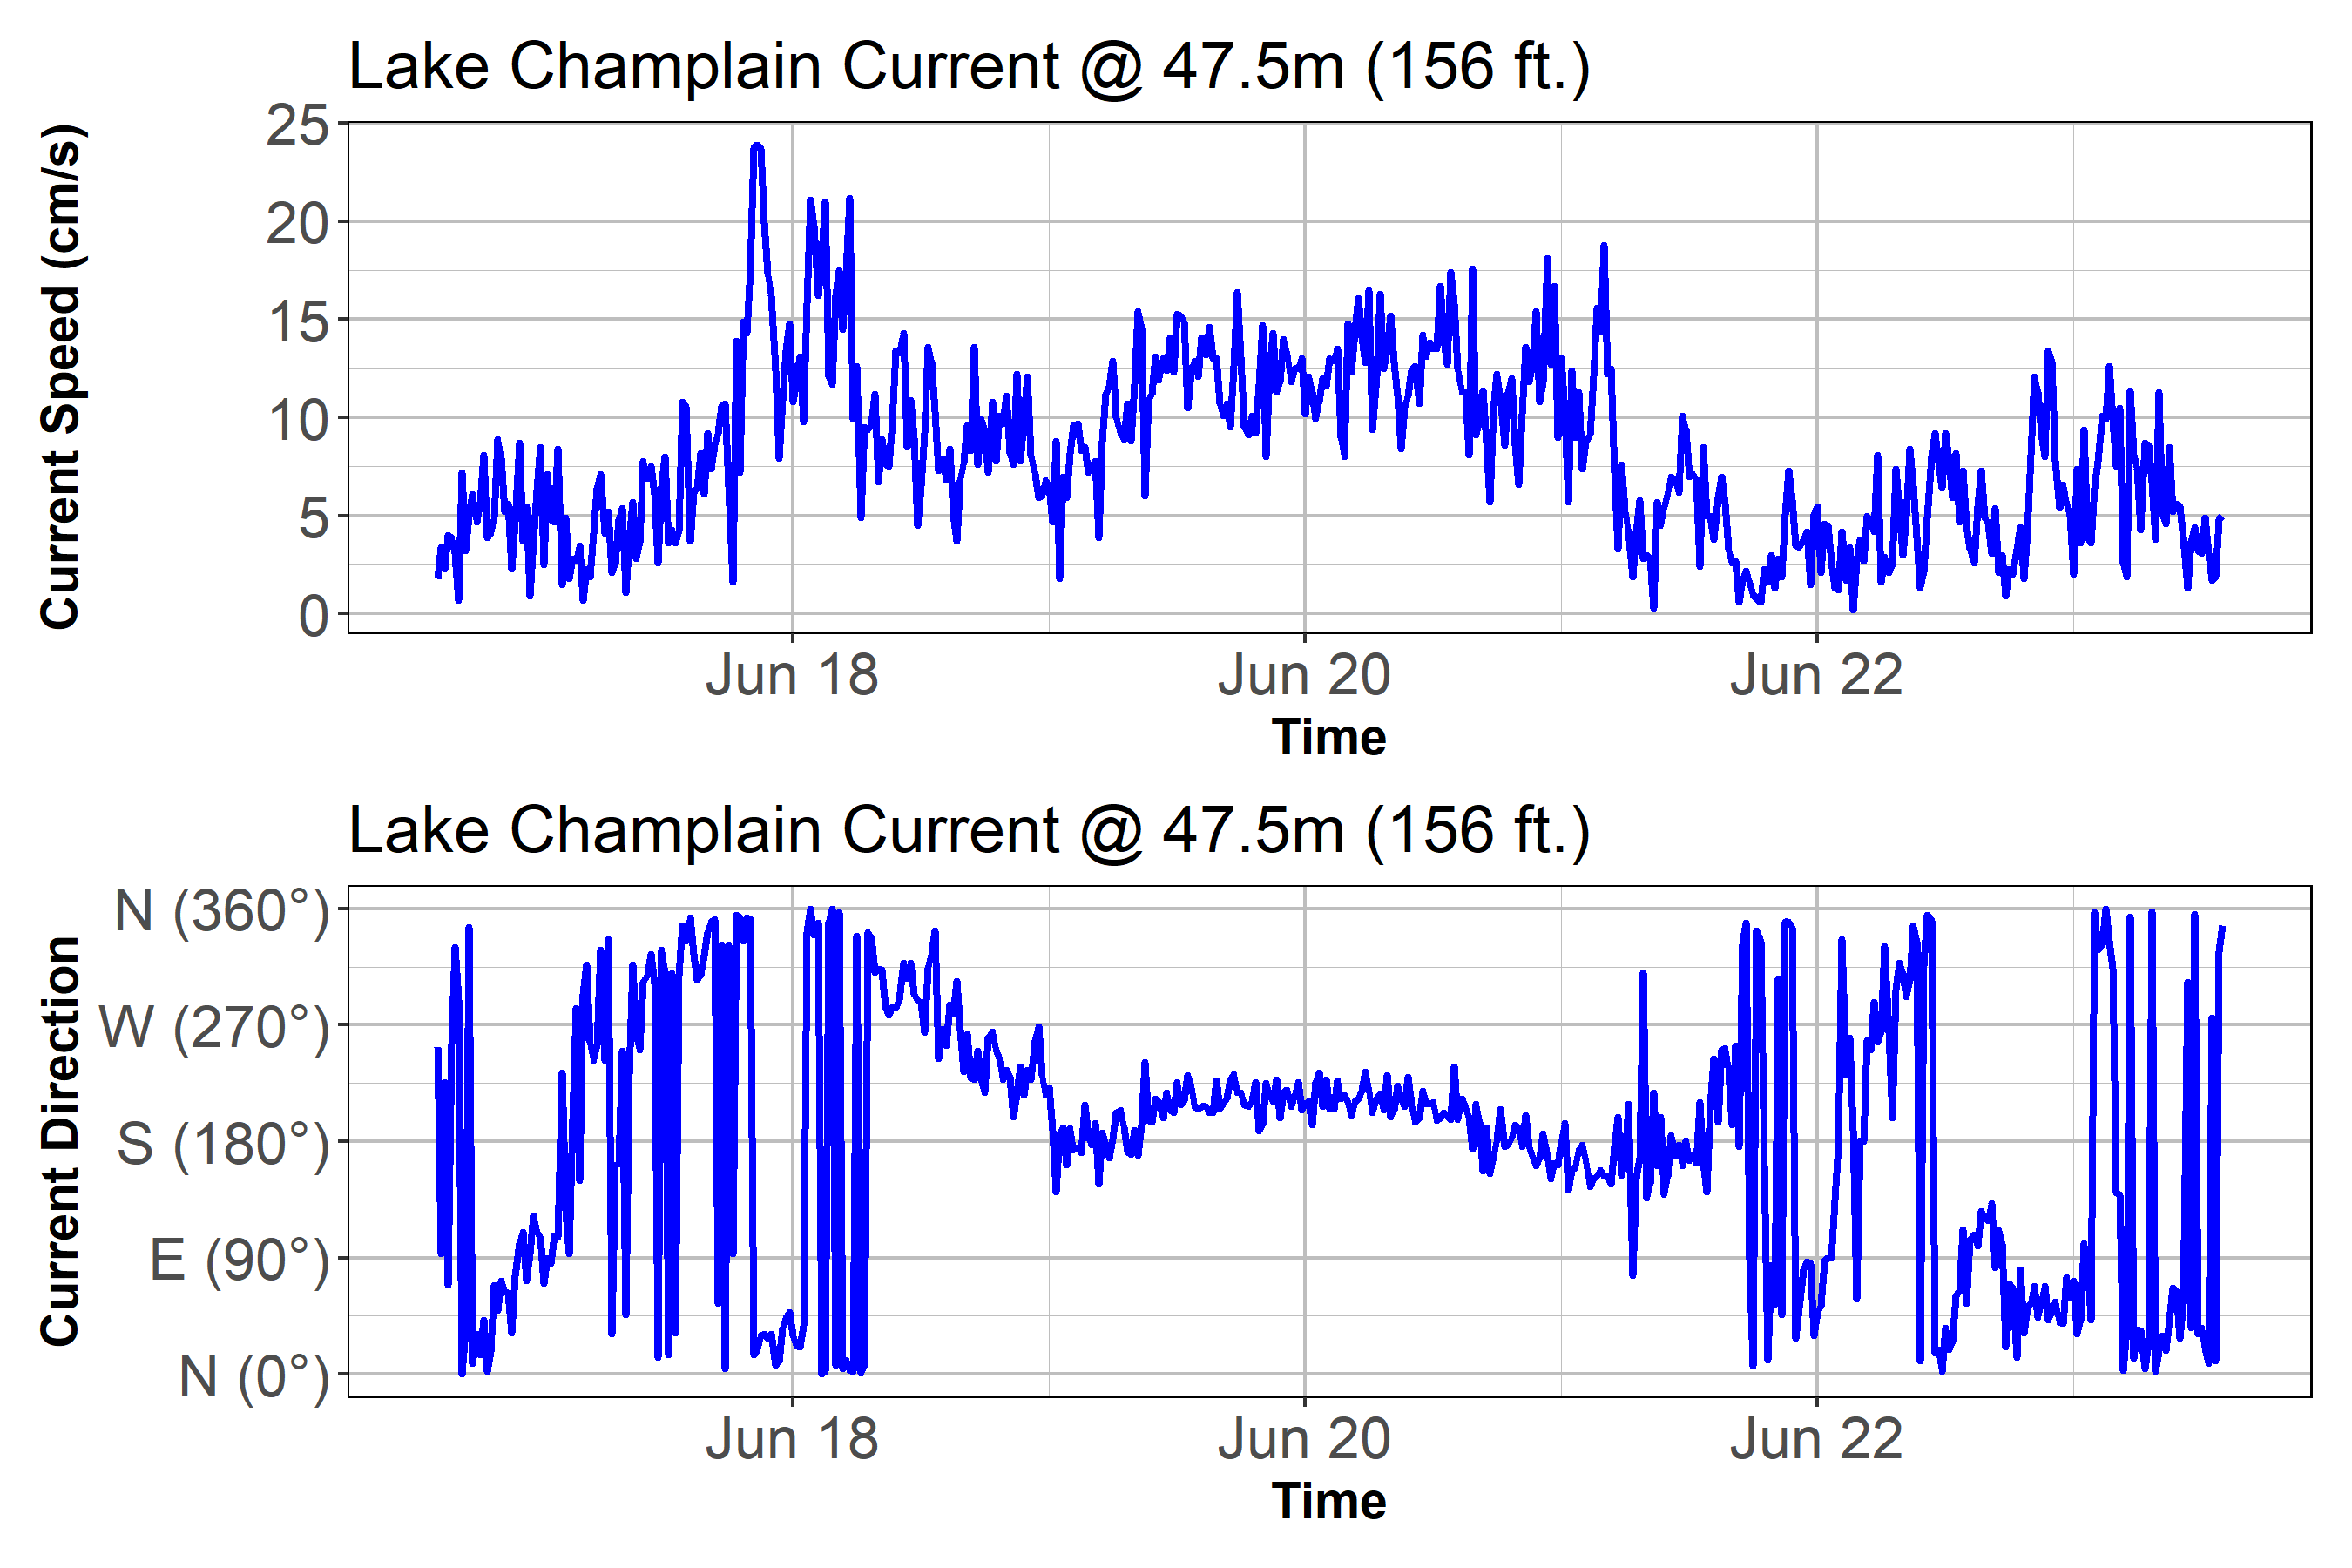 Lake Champlain Current @ 47.5m (156 ft.)
Current Speed (cm/s)
25
20
15
10
5
0
Jun 18
Jun 20
Jun 22
Time
Lake Champlain Current @ 47.5m (156 ft.)
Current Direction
N (360°)
W (270°)
S (180°)
E (90°)
N (0°)
Jun 18
Jun 20
Jun 22
Time